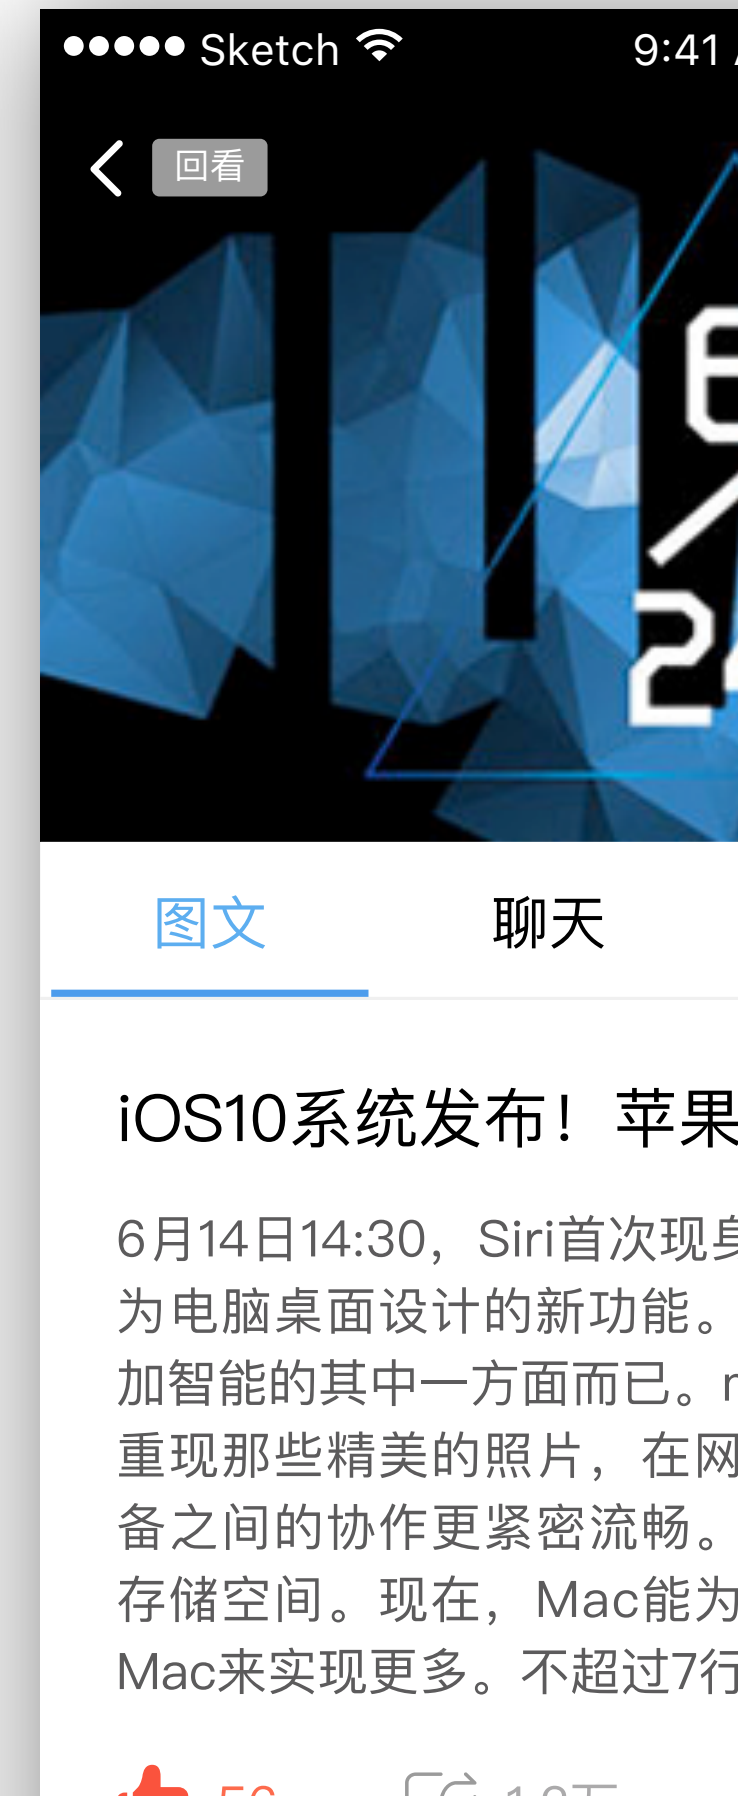 Sketch 9:41
回看
图文 聊天
iOS10系统发布！苹果
6月14日14:30，Siri首次现身
为电脑桌面设计的新功能。
加智能的其中一方面而已。
重现那些精美的照片，在网
备之间的协作更紧密流畅。
存储空间。现在，Mac能为
Mac来实现更多。不超过7行